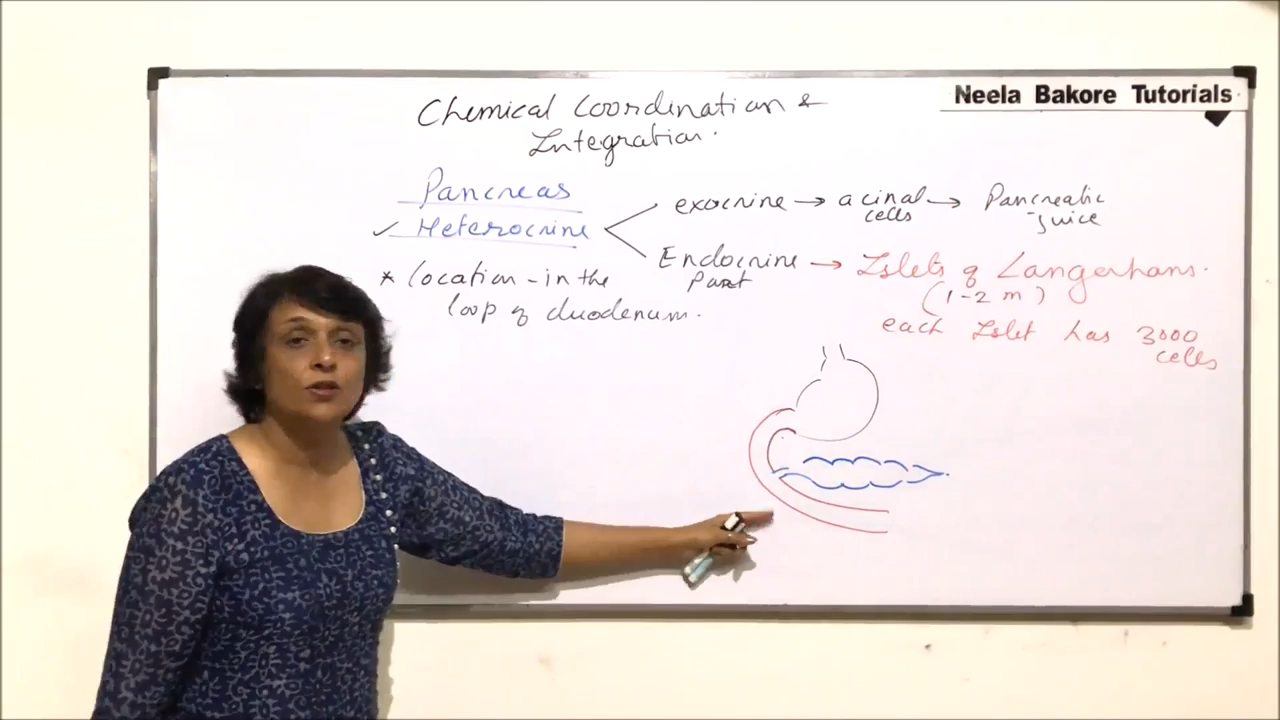 Neela Bakore Tutorials
Chemical Coordination &
Integration.
Pancreas
Heterocrine
exocrine → acinal cells → Pancreatic Juice
Endocrine Part → Islets of Langerhans.
(1-2 m)
each Islet has 3000 cells
* location - in the
loop of duodenum.